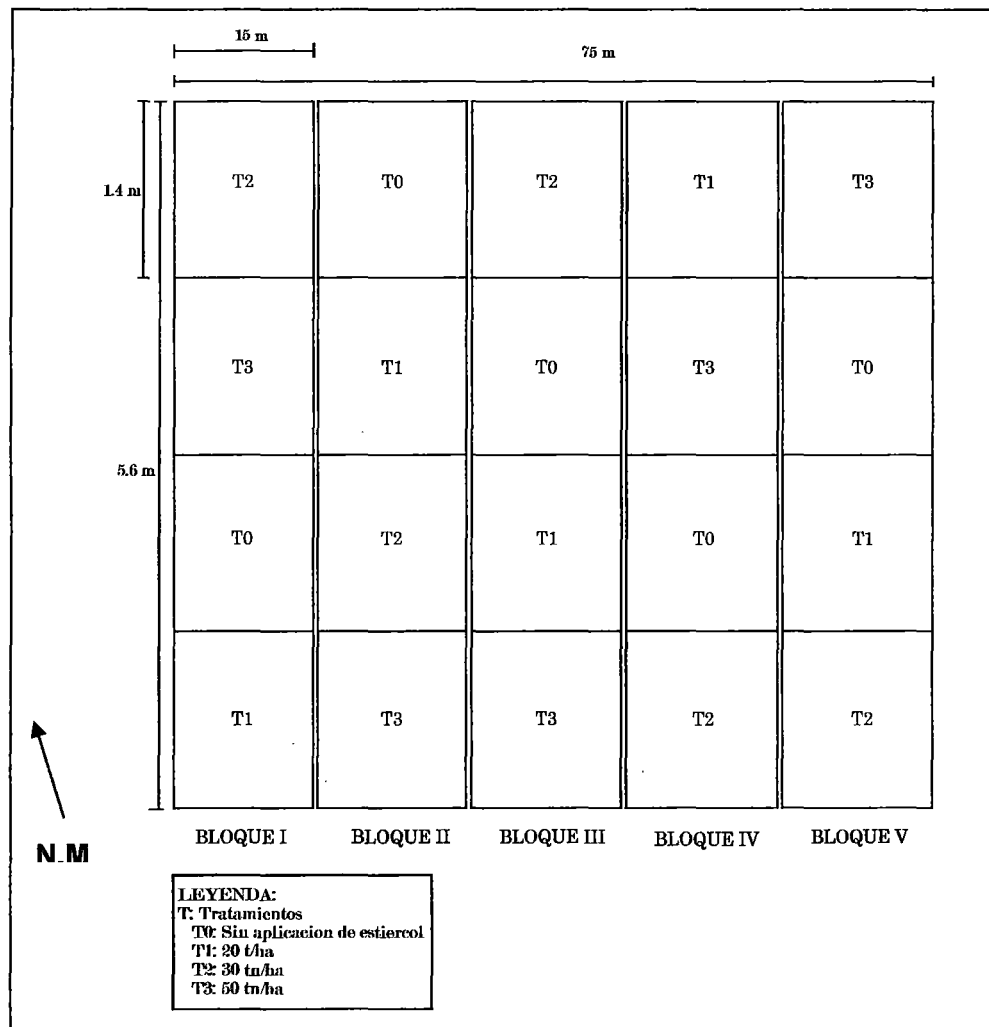 15 m
75 m
1.4 m
T2 T0 T2 T1 T3
T3 T1 T0 T3 T0
5.6 m
T0 T2 T1 T0 T1
T1 T3 T3 T2 T2
BLOQUE I BLOQUE II BLOQUE III BLOQUE IV BLOQUE V
N.M
LEYENDA:
T: Tratamientos
T0: Sin aplicacion de estiercol
T1: 20 t/ha
T2: 30 tn/ha
T3: 50 tn/ha